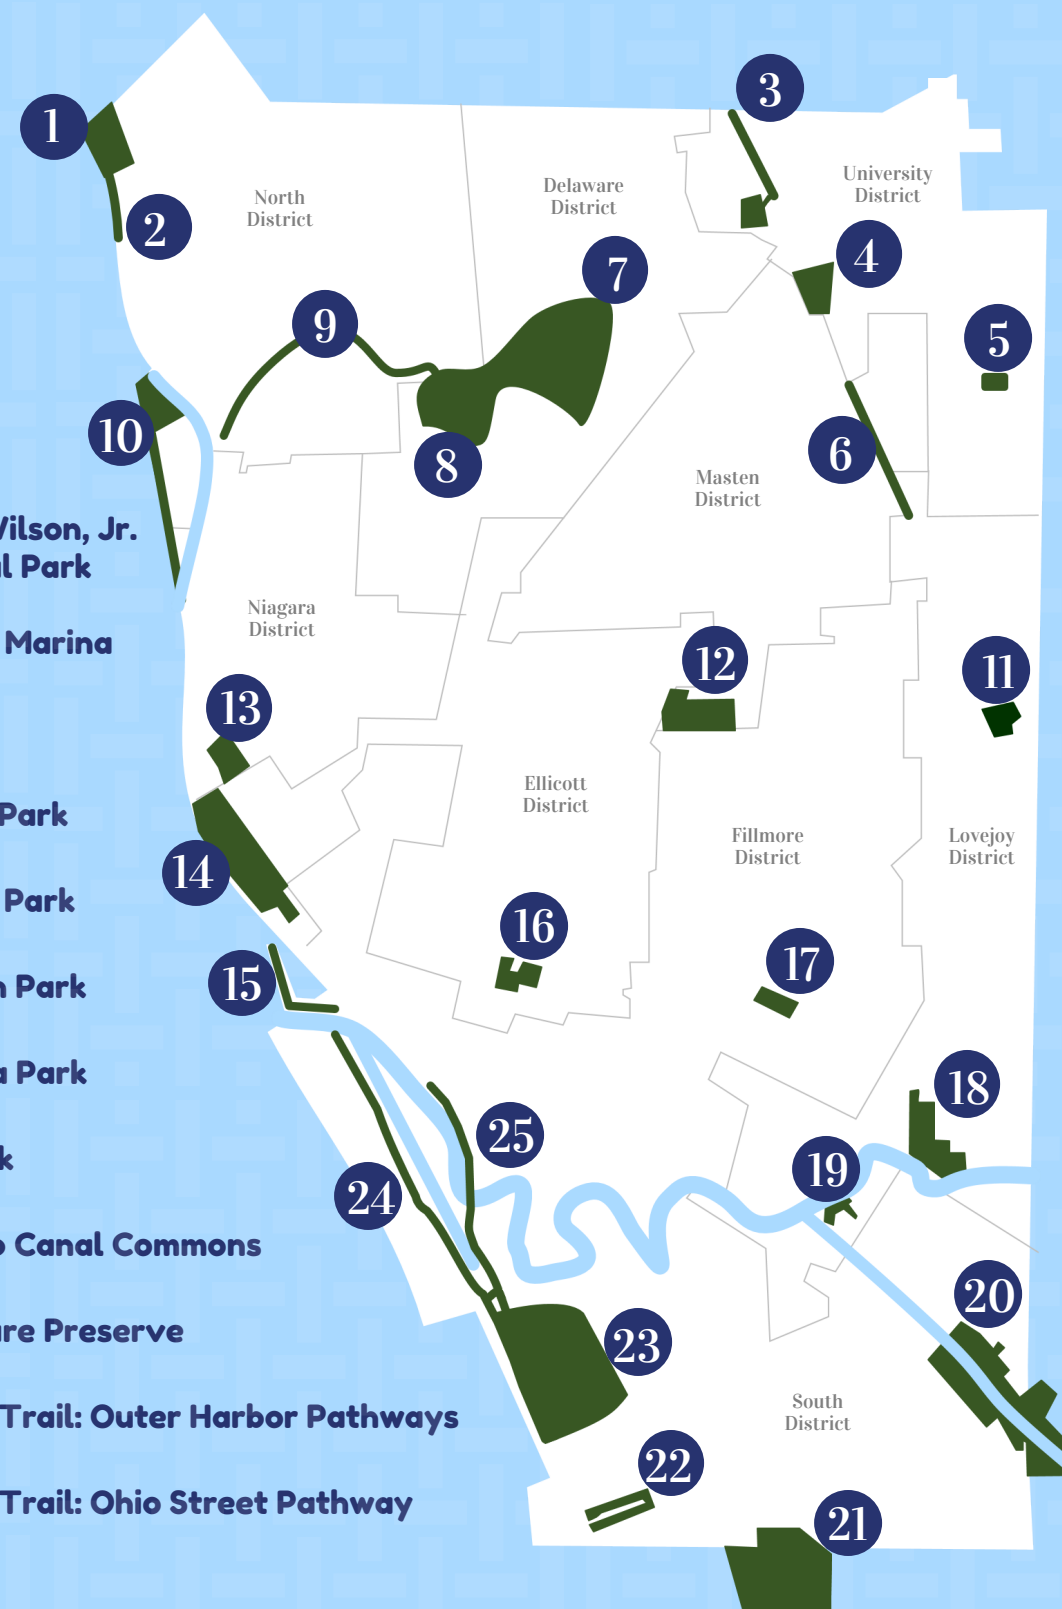 1
2
3
4
5
6
7
8
9
10
11
12
13
14
15
16
17
18
19
20
21
22
23
24
25
North
District
Delaware
District
University
District
Masten
District
Niagara
District
Ellicott
District
Fillmore
District
Lovejoy
District
South
District
Vilson, Jr.
l Park
Marina
Park
Park
n Park
a Park
k
o Canal Commons
re Preserve
Trail: Outer Harbor Pathways
Trail: Ohio Street Pathway